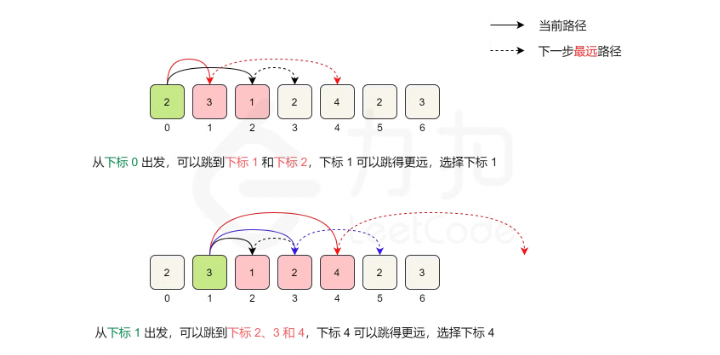 当前路径
下一步最远路径
2 3 1 2 4 2 3
0 1 2 3 4 5 6
从下标 0 出发，可以跳到下标 1 和下标 2，下标 1 可以跳得更远，选择下标 1
力扣
LeetCode
2 3 1 2 4 2 3
0 1 2 3 4 5 6
从下标 1 出发，可以跳到下标 2、3 和 4，下标 4 可以跳得更远，选择下标 4